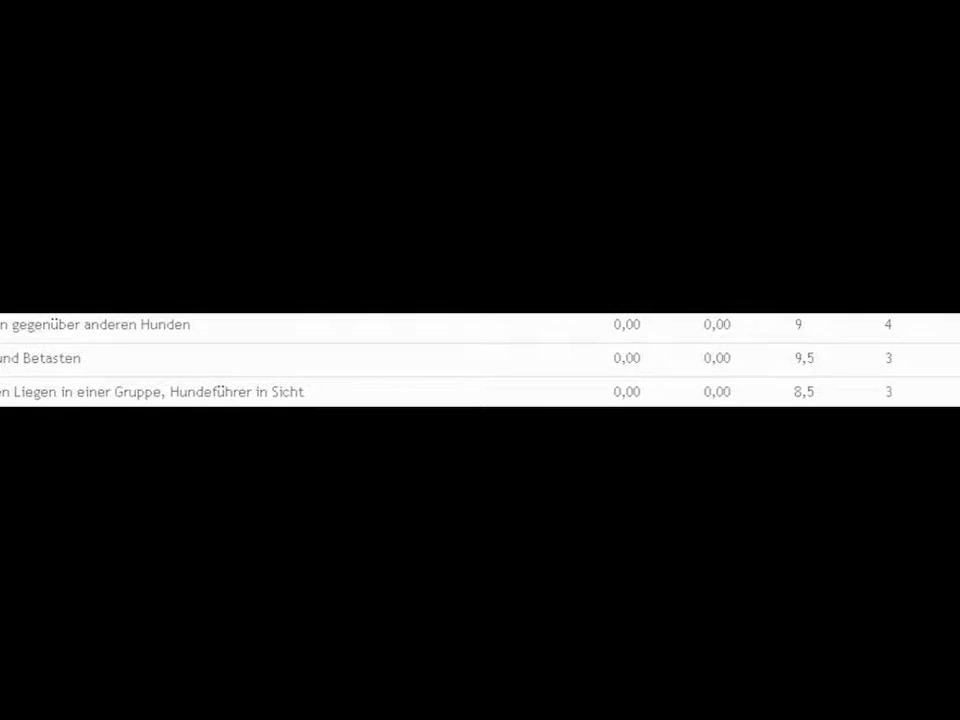 gegenüber anderen Hunden 0,00 0,00 9 4
und Betasten 0,00 0,00 9,5 3
Liegen in einer Gruppe, Hundeführer in Sicht 0,00 0,00 8,5 3